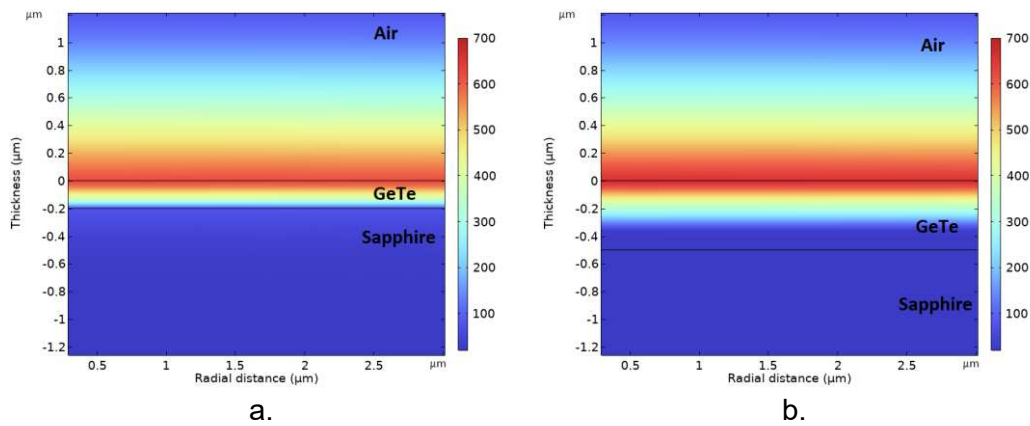 µm
Air
1
0.8
0.6
0.4
0.2
0
-0.2
-0.4
-0.6
-0.8
-1
-1.2
Thickness (µm)
GeTe
Sapphire
0.5 1 1.5 2 2.5 µm
Radial distance (µm)
700
600
500
400
300
200
100
a.
µm
Air
1
0.8
0.6
0.4
0.2
0
-0.2
-0.4
-0.6
-0.8
-1
-1.2
Thickness (µm)
GeTe
Sapphire
0.5 1 1.5 2 2.5 µm
Radial distance (µm)
700
600
500
400
300
200
100
b.